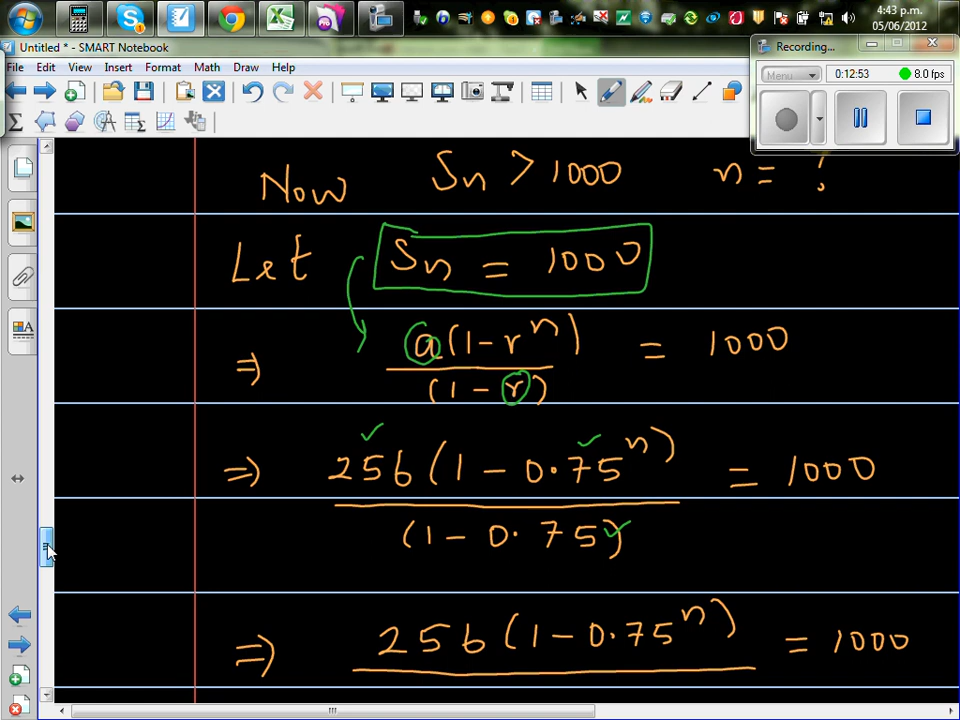 4:43 p.m.
05/06/2012
Untitled * - SMART Notebook
Recording...
File Edit View Insert Format Math Draw Help
Menu 0:12:53 8.0 fps
Now Sn > 1000 n = ?
Let Sn = 1000
⇒ a(1-r^n) / (1-r) = 1000
⇒ 256(1-0.75^n) / (1-0.75) = 1000
⇒ 256(1-0.75^n) = 1000